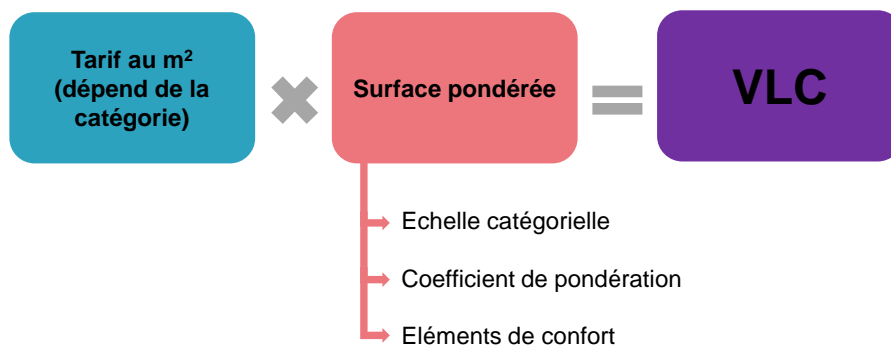 Tarif au m²
(dépend de la
catégorie)
Surface pondérée
VLC
Echelle catégorielle
Coefficient de pondération
Eléments de confort